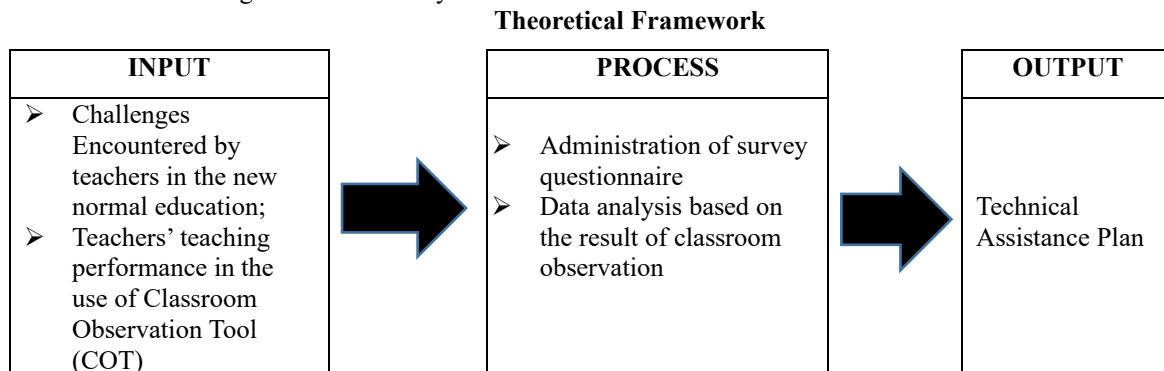 Theoretical Framework
INPUT
➢ Challenges
Encountered by
teachers in the new
normal education;
➢ Teachers’ teaching
performance in the
use of Classroom
Observation Tool
(COT)
PROCESS
➢ Administration of survey
questionnaire
➢ Data analysis based on
the result of classroom
observation
OUTPUT
Technical
Assistance Plan